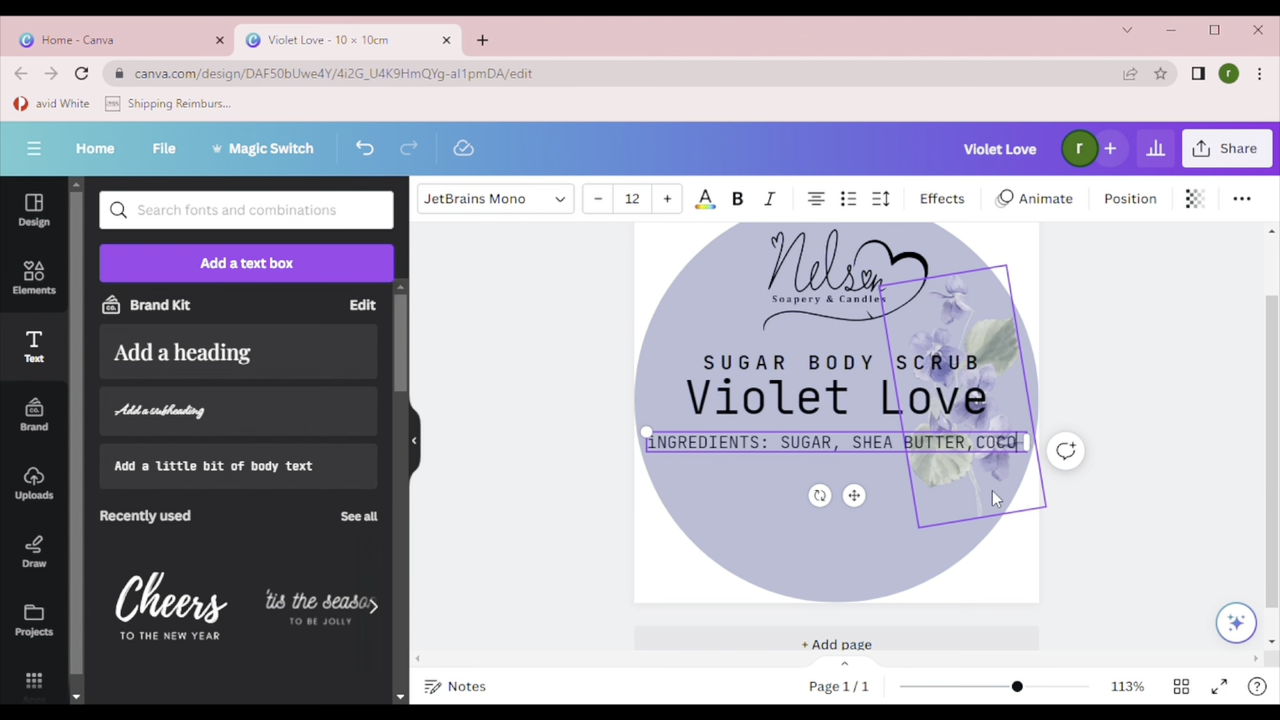 Home - Canva
Violet Love - 10 × 10cm
canva.com/design/DAF50bUwe4Y/4i2G_U4K9HmQYg-aI1pmDA/edit
avid White
Shipping Reimburs...
Home
File
Magic Switch
Violet Love
r
Share
Design
Elements
Text
Brand
Uploads
Draw
Projects
Search fonts and combinations
Add a text box
Brand Kit
Edit
Add a heading
Add a subheading
Add a little bit of body text
Recently used
See all
Cheers
TO THE NEW YEAR
'tis the season
TO BE JOLLY
JetBrains Mono
12
A
B
I
Effects
Animate
Position
Nelson
Soapery & Candles
SUGAR BODY SCRUB
Violet Love
iNGREDIENTS: SUGAR, SHEA BUTTER,COCO
+ Add page
Notes
Page 1 / 1
113%